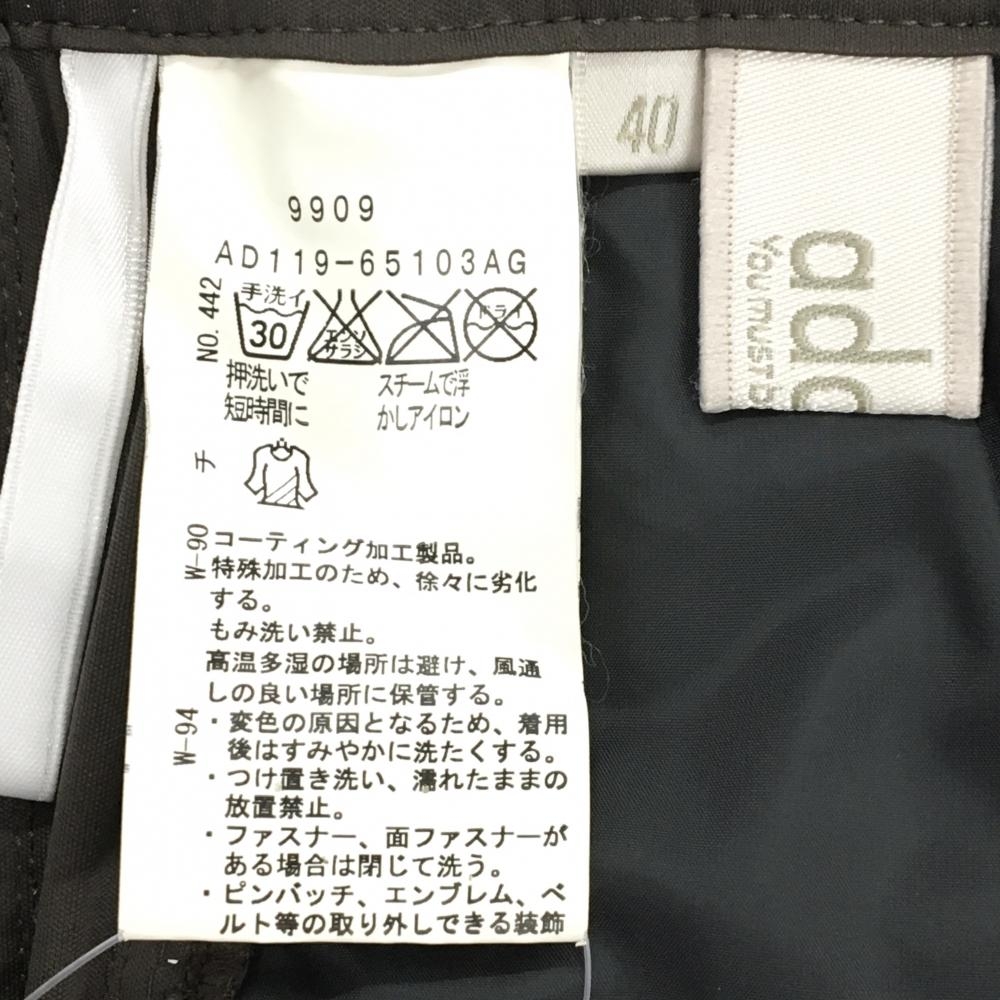 9909
AD119-65103AG
NO. 442
手洗イ
30
エンソ
サラシ
ドライ
押洗いで
短時間に
スチームで浮
かしアイロン
チ
W-90
コーティング加工製品。
特殊加工のため、徐々に劣化
する。
もみ洗い禁止。
高温多湿の場所は避け、風通
しの良い場所に保管する。
W-94
・変色の原因となるため、着用
後はすみやかに洗たくする。
・つけ置き洗い、濡れたままの
放置禁止。
・ファスナー、面ファスナーが
ある場合は閉じて洗う。
・ピンバッチ、エンブレム、ベ
ルト等の取り外しできる装飾
40
YOU MUST